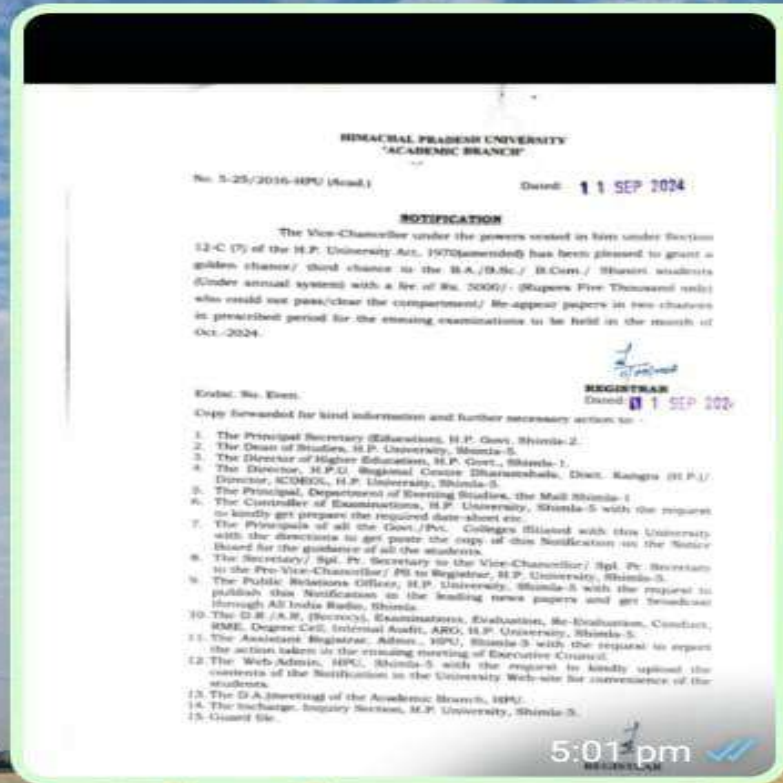 HIMACHAL PRADESH UNIVERSITY
"ACADEMIC BRANCH"
No. 5-25/2016-HPU (Acad.) Dated: 11 SEP 2024
NOTIFICATION
The Vice-Chancellor under the powers vested in him under Section
12-C (7) of the H.P. University Act, 1970(amended) has been pleased to grant a
golden chance/ third chance to the B.A./B.Sc./ B.Com./ Shastri students
(Under annual system) with a fee of Rs. 5000/- (Rupees Five Thousand only)
who could not pass/clear the compartment/ Re-appear papers in two chances
in prescribed period for the ensuing examinations to be held in the month of
Oct.-2024.
REGISTRAR
Endst. No. Even. Dated: 11 SEP 202
Copy forwarded for kind information and further necessary action to:-
1. The Principal Secretary (Education), H.P. Govt. Shimla-2.
2. The Dean of Studies, H.P. University, Shimla-5.
3. The Director of Higher Education, H.P. Govt., Shimla-1.
4. The Director, H.P.U. Regional Centre Dharamshala, Distt. Kangra (H.P.)/
Director, ICDEOL, H.P. University, Shimla-5.
5. The Principal, Department of Evening Studies, the Mall Shimla-1
6. The Controller of Examinations, H.P. University, Shimla-5 with the request
to kindly get prepare the required date-sheet etc.
7. The Principals of all the Govt./Pvt. Colleges affiliated with this University
with the directions to get paste the copy of this Notification on the Notice
Board for the guidance of all the students.
8. The Secretary/ Spl. Pr. Secretary to the Vice-Chancellor/ Spl. Pr. Secretary
to the Pro-Vice-Chancellor/ PS to Registrar, H.P. University, Shimla-5.
9. The Public Relations Officer, H.P. University, Shimla-5 with the request to
publish this Notification in the leading news papers and get broadcast
through All India Radio, Shimla.
10. The D.R./A.R. (Secrecy), Examinations, Evaluation, Re-Evaluation, Conduct,
RME, Degree Cell, Internal Audit, ARO, H.P. University, Shimla-5.
11. The Assistant Registrar, Admn., HPU, Shimla-5 with the request to report
the action taken in the ensuing meeting of Executive Council.
12. The Web-Admin, HPU, Shimla-5 with the request to kindly upload the
contents of the Notification in the University Web-site for convenience of the
students.
13. The D.A.(meeting) of the Academic Branch, HPU.
14. The Incharge, Inquiry Section, H.P. University, Shimla-5.
15. Guard file.
5:01 pm
REGISTRAR